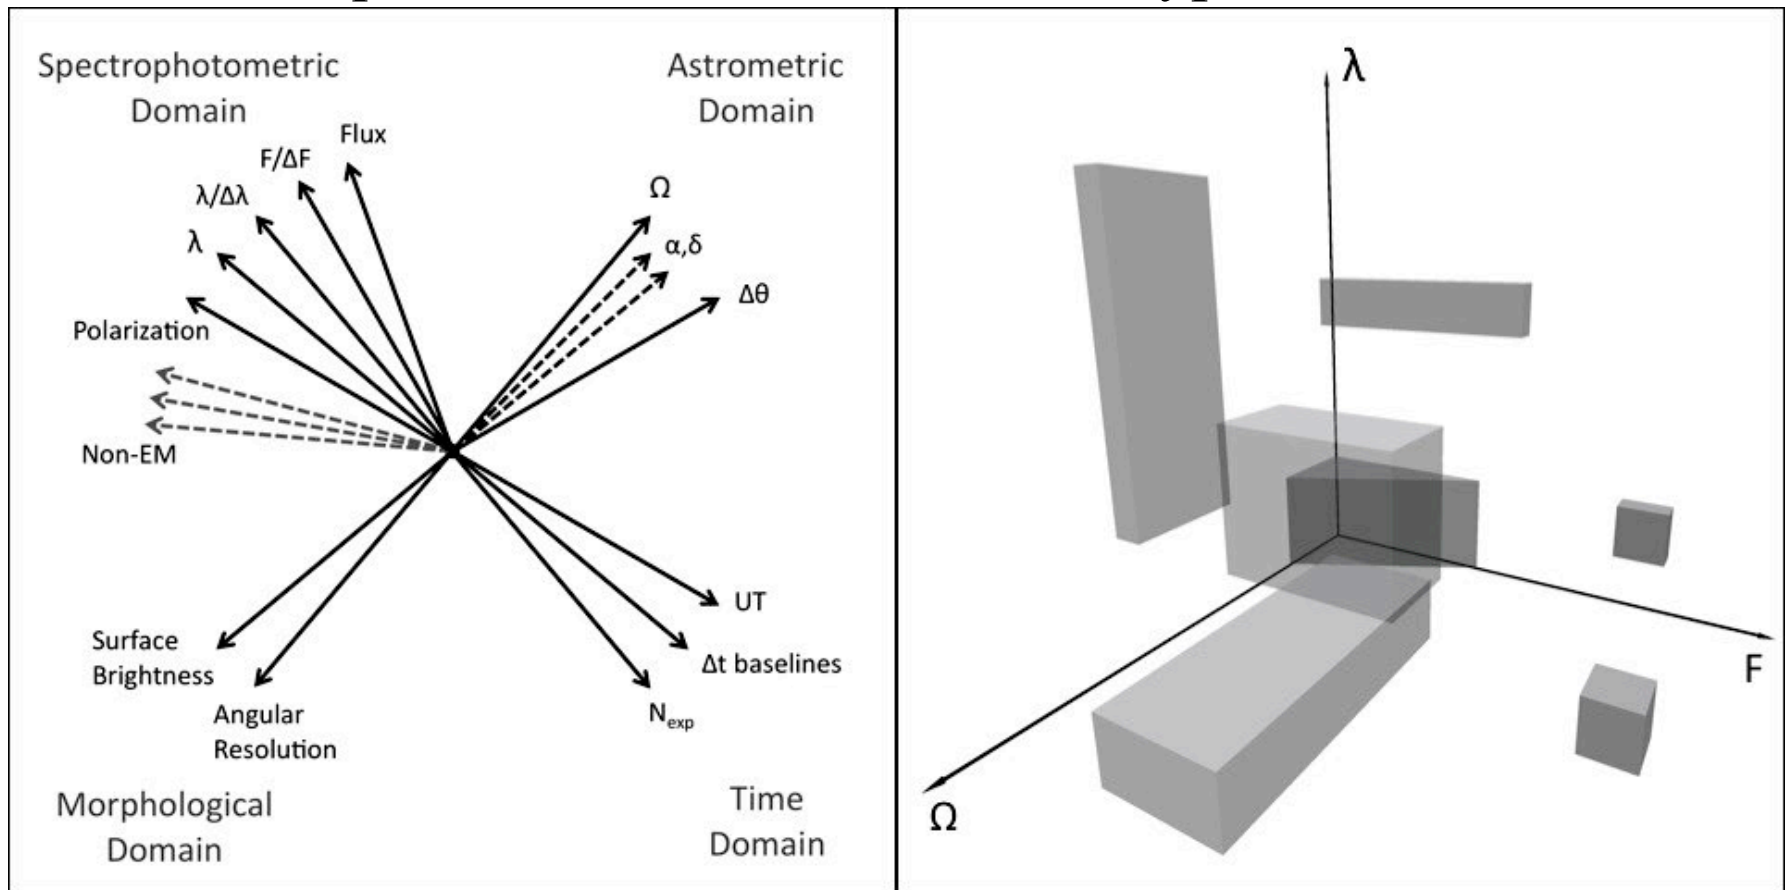 Spectrophotometric
Domain
Astrometric
Domain
Flux
F/ΔF
λ/Δλ
λ
Polarization
Non-EM
Ω
α,δ
Δθ
Surface
Brightness
Angular
Resolution
UT
Δt baselines
Nexp
Morphological
Domain
Time
Domain
λ
F
Ω